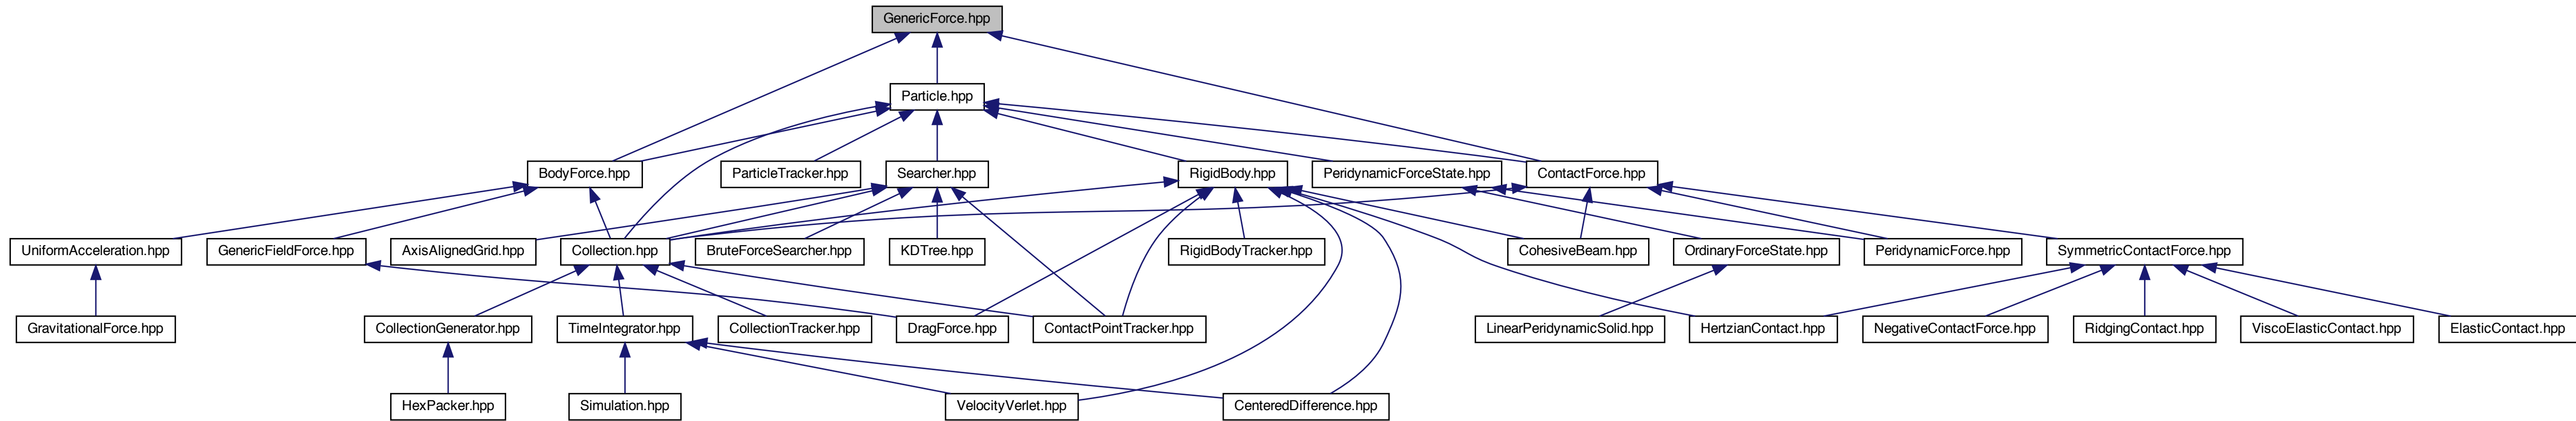 GenericForce.hpp
Particle.hpp
BodyForce.hpp
ParticleTracker.hpp
Searcher.hpp
RigidBody.hpp
PeridynamicForceState.hpp
ContactForce.hpp
UniformAcceleration.hpp
GenericFieldForce.hpp
AxisAlignedGrid.hpp
Collection.hpp
BruteForceSearcher.hpp
KDTree.hpp
RigidBodyTracker.hpp
CohesiveBeam.hpp
OrdinaryForceState.hpp
PeridynamicForce.hpp
SymmetricContactForce.hpp
GravitationalForce.hpp
CollectionGenerator.hpp
TimeIntegrator.hpp
CollectionTracker.hpp
DragForce.hpp
ContactPointTracker.hpp
LinearPeridynamicSolid.hpp
HertzianContact.hpp
NegativeContactForce.hpp
RidgingContact.hpp
ViscoElasticContact.hpp
ElasticContact.hpp
HexPacker.hpp
Simulation.hpp
VelocityVerlet.hpp
CenteredDifference.hpp